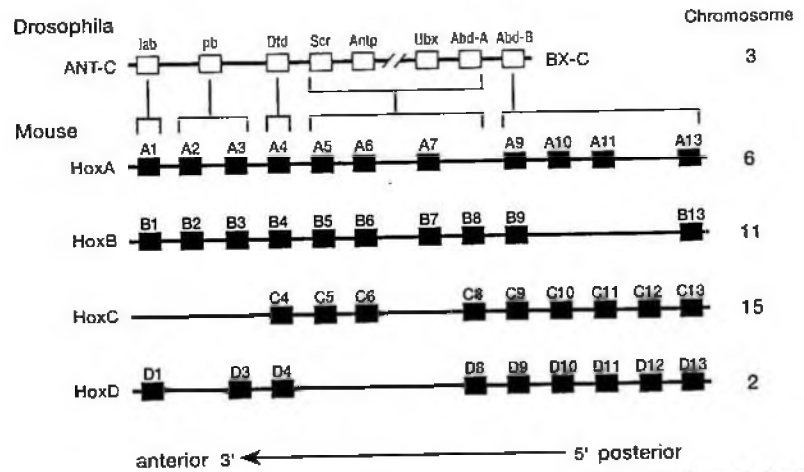 Chromosome
Drosophila
lab pb Dfd Scr Antp Ubx Abd-A Abd-B
ANT-C BX-C 3
Mouse
A1 A2 A3 A4 A5 A6 A7 A9 A10 A11 A13
HoxA 6
B1 B2 B3 B4 B5 B6 B7 B8 B9 B13
HoxB 11
C4 C5 C6 C8 C9 C10 C11 C12 C13
HoxC 15
D1 D3 D4 D8 D9 D10 D11 D12 D13
HoxD 2
anterior 3' 5' posterior